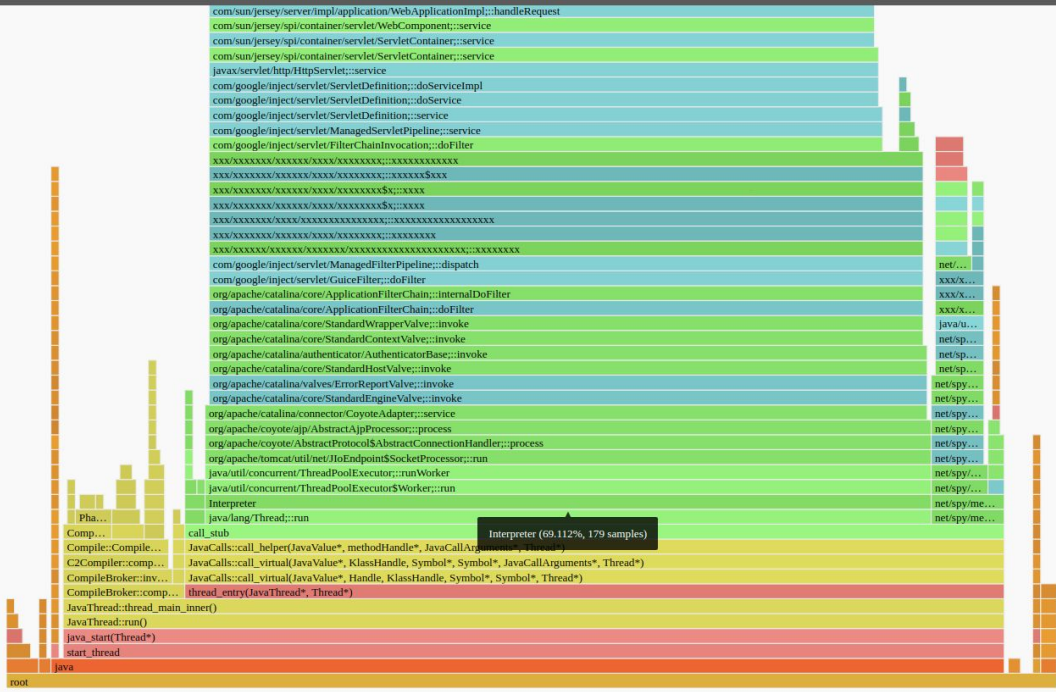 com/sun/jersey/server/impl/application/WebApplicationImpl;::handleRequest
com/sun/jersey/spi/container/servlet/WebComponent;::service
com/sun/jersey/spi/container/servlet/ServletContainer;::service
com/sun/jersey/spi/container/servlet/ServletContainer;::service
javax/servlet/http/HttpServlet;::service
com/google/inject/servlet/ServletDefinition;::doServiceImpl
com/google/inject/servlet/ServletDefinition;::doService
com/google/inject/servlet/ServletDefinition;::service
com/google/inject/servlet/ManagedServletPipeline;::service
com/google/inject/servlet/FilterChainInvocation;::doFilter
xxx/xxxxxxx/xxxxxx/xxxx/xxxxxxxx;::xxxxxxxxxxxx
xxx/xxxxxxx/xxxxxx/xxxx/xxxxxxxx;::xxxxxx$xxx
xxx/xxxxxxx/xxxxxx/xxxx/xxxxxxxx$x;::xxxx
xxx/xxxxxxx/xxxxxx/xxxx/xxxxxxxx$x;::xxxx
xxx/xxxxxxx/xxxx/xxxxxxxxxxxxxxx;::xxxxxxxxxxxxxxxxxx
xxx/xxxxxxx/xxxxxx/xxxx/xxxxxxxx;::xxxxxxxx
xxx/xxxxxx/xxxxxx/xxxxxxx/xxxxxxxxxxxxxxxxxxxxx;::xxxxxxxx
com/google/inject/servlet/ManagedFilterPipeline;::dispatch net/...
com/google/inject/servlet/GuiceFilter;::doFilter xxx/x...
org/apache/catalina/core/ApplicationFilterChain;::internalDoFilter xxx/x...
org/apache/catalina/core/ApplicationFilterChain;::doFilter xxx/x...
org/apache/catalina/core/StandardWrapperValve;::invoke java/u...
org/apache/catalina/core/StandardContextValve;::invoke net/sp...
org/apache/catalina/authenticator/AuthenticatorBase;::invoke net/sp...
org/apache/catalina/core/StandardHostValve;::invoke net/sp...
org/apache/catalina/valves/ErrorReportValve;::invoke net/spy...
org/apache/catalina/core/StandardEngineValve;::invoke net/spy...
org/apache/catalina/connector/CoyoteAdapter;::service net/spy...
org/apache/coyote/ajp/AbstractAjpProcessor;::process net/spy...
org/apache/coyote/AbstractProtocol$AbstractConnectionHandler;::process net/spy...
org/apache/tomcat/util/net/JIoEndpoint$SocketProcessor;::run net/spy...
java/util/concurrent/ThreadPoolExecutor;::runWorker net/spy/...
java/util/concurrent/ThreadPoolExecutor$Worker;::run net/spy/...
Interpreter net/spy/me...
Pha... java/lang/Thread;::run net/spy/me...
Comp... call_stub Interpreter (69.112%, 179 samples)
Compile::Compile... JavaCalls::call_helper(JavaValue*, methodHandle*, JavaCallArguments*, Thread*)
C2Compiler::comp... JavaCalls::call_virtual(JavaValue*, KlassHandle, Symbol*, Symbol*, JavaCallArguments*, Thread*)
CompileBroker::inv... JavaCalls::call_virtual(JavaValue*, Handle, KlassHandle, Symbol*, Symbol*, Thread*)
CompileBroker::comp... thread_entry(JavaThread*, Thread*)
JavaThread::thread_main_inner()
JavaThread::run()
java_start(Thread*)
start_thread
java
root